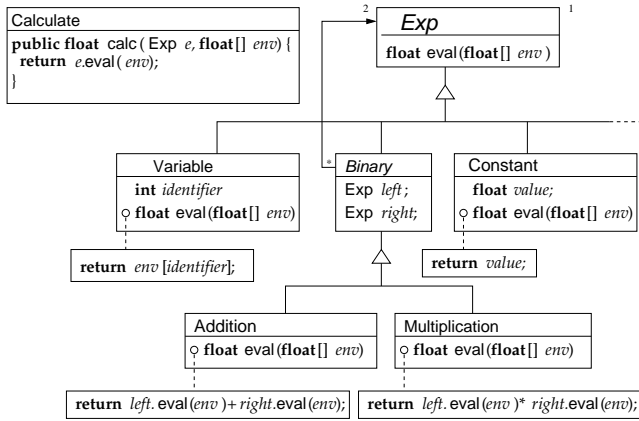 Calculate
public float calc ( Exp e, float[] env) {
return e.eval( env);
}
2
Exp
1
float eval(float[] env )
Variable
int identifier
float eval(float[] env)
return env [identifier];
*
Binary
Exp left ;
Exp right;
Constant
float value;
float eval(float[] env)
return value;
Addition
float eval(float[] env)
return left. eval(env )+ right.eval(env);
Multiplication
float eval(float[] env)
return left. eval(env )* right.eval(env);